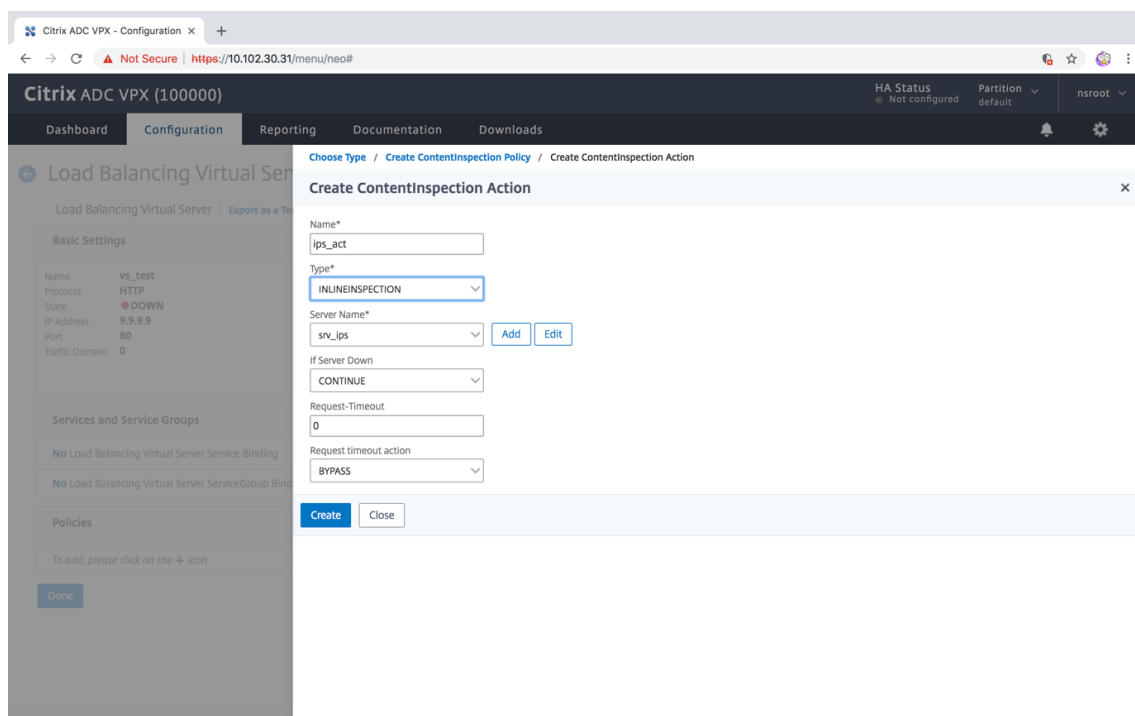 Citrix ADC VPX - Configuration
Not Secure | https://10.102.30.31/menu/neo#
Citrix ADC VPX (100000)
HA Status
Not configured
Partition
default
nsroot
Dashboard Configuration Reporting Documentation Downloads
Load Balancing Virtual Ser
Load Balancing Virtual Server | Export as a Te
Basic Settings
Name vs_test
Protocol HTTP
State DOWN
IP Address 9.9.9.9
Port 80
Traffic Domain 0
Services and Service Groups
No Load Balancing Virtual Server Service Binding
No Load Balancing Virtual Server ServiceGroup Bind
Policies
To add, please click on the + icon
Done
Choose Type / Create ContentInspection Policy / Create ContentInspection Action
Create ContentInspection Action
Name*
ips_act
Type*
INLINEINSPECTION
Server Name*
srv_ips
Add Edit
If Server Down
CONTINUE
Request-Timeout
0
Request timeout action
BYPASS
Create Close